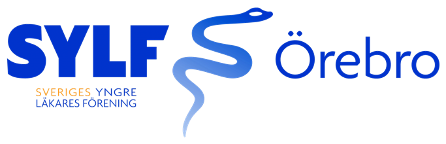 SYLF
SVERIGES YNGRE
LÄKARES FÖRENING
Örebro